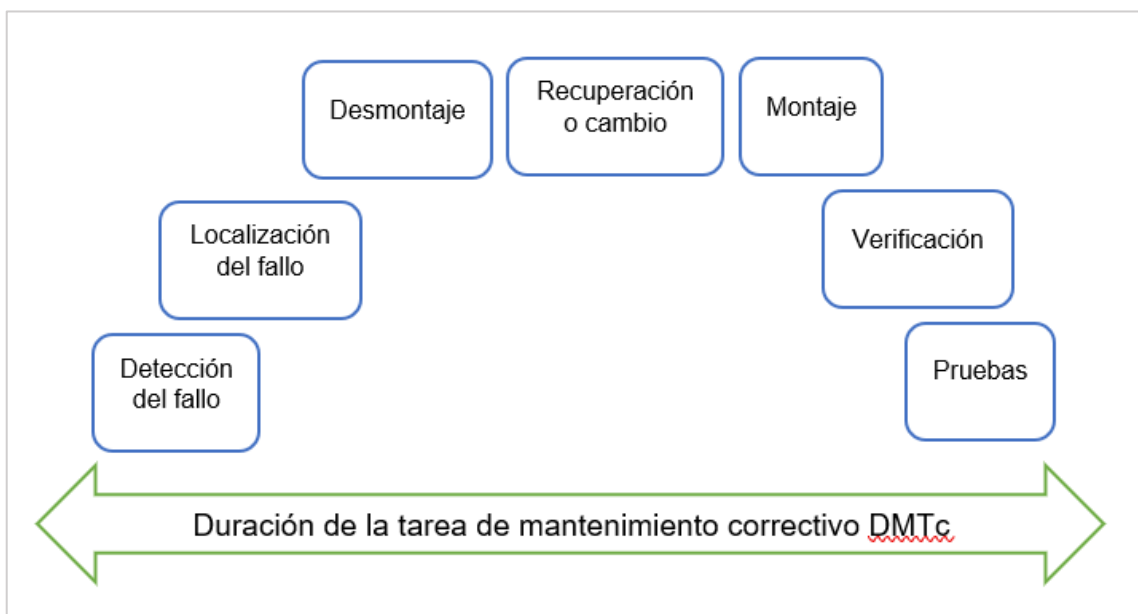 Desmontaje
Recuperación
o cambio
Montaje
Localización
del fallo
Verificación
Detección
del fallo
Pruebas
Duración de la tarea de mantenimiento correctivo DMTc